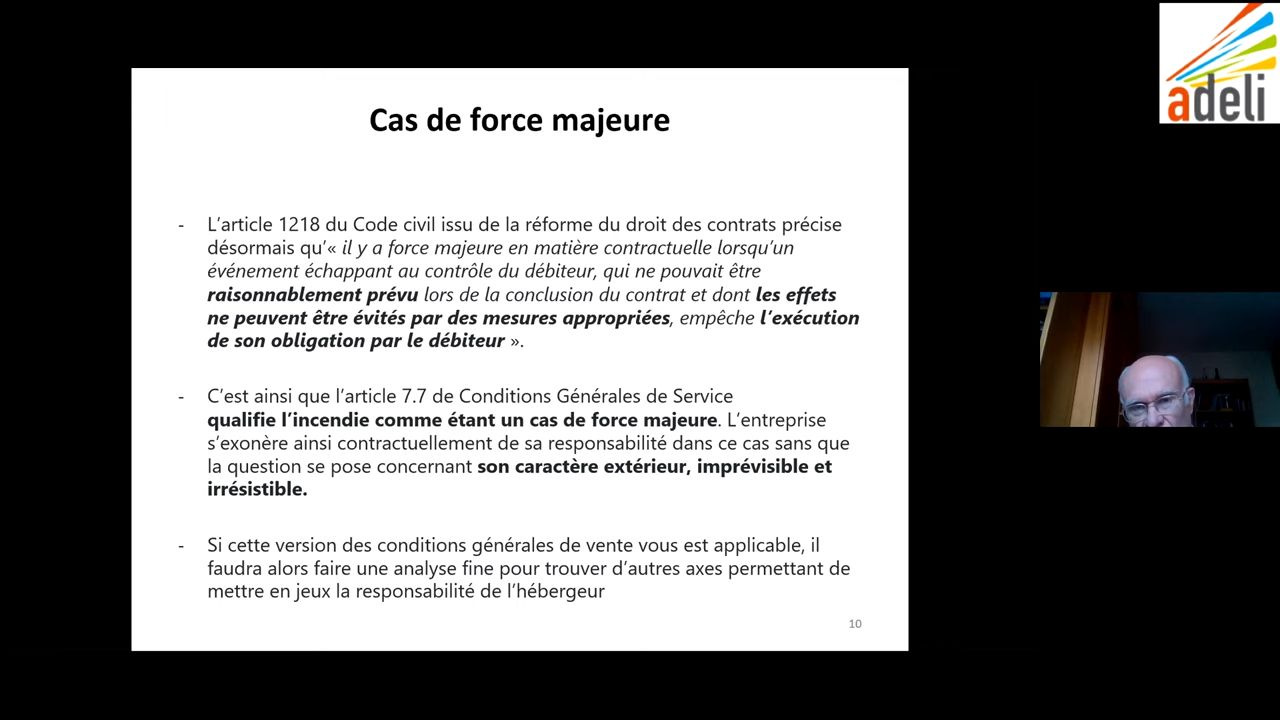 adeli
Cas de force majeure
- L'article 1218 du Code civil issu de la réforme du droit des contrats précise
désormais qu'« il y a force majeure en matière contractuelle lorsqu'un
événement échappant au contrôle du débiteur, qui ne pouvait être
raisonnablement prévu lors de la conclusion du contrat et dont les effets
ne peuvent être évités par des mesures appropriées, empêche l'exécution
de son obligation par le débiteur ».
- C'est ainsi que l'article 7.7 de Conditions Générales de Service
qualifie l'incendie comme étant un cas de force majeure. L'entreprise
s'exonère ainsi contractuellement de sa responsabilité dans ce cas sans que
la question se pose concernant son caractère extérieur, imprévisible et
irrésistible.
- Si cette version des conditions générales de vente vous est applicable, il
faudra alors faire une analyse fine pour trouver d'autres axes permettant de
mettre en jeux la responsabilité de l'hébergeur
10